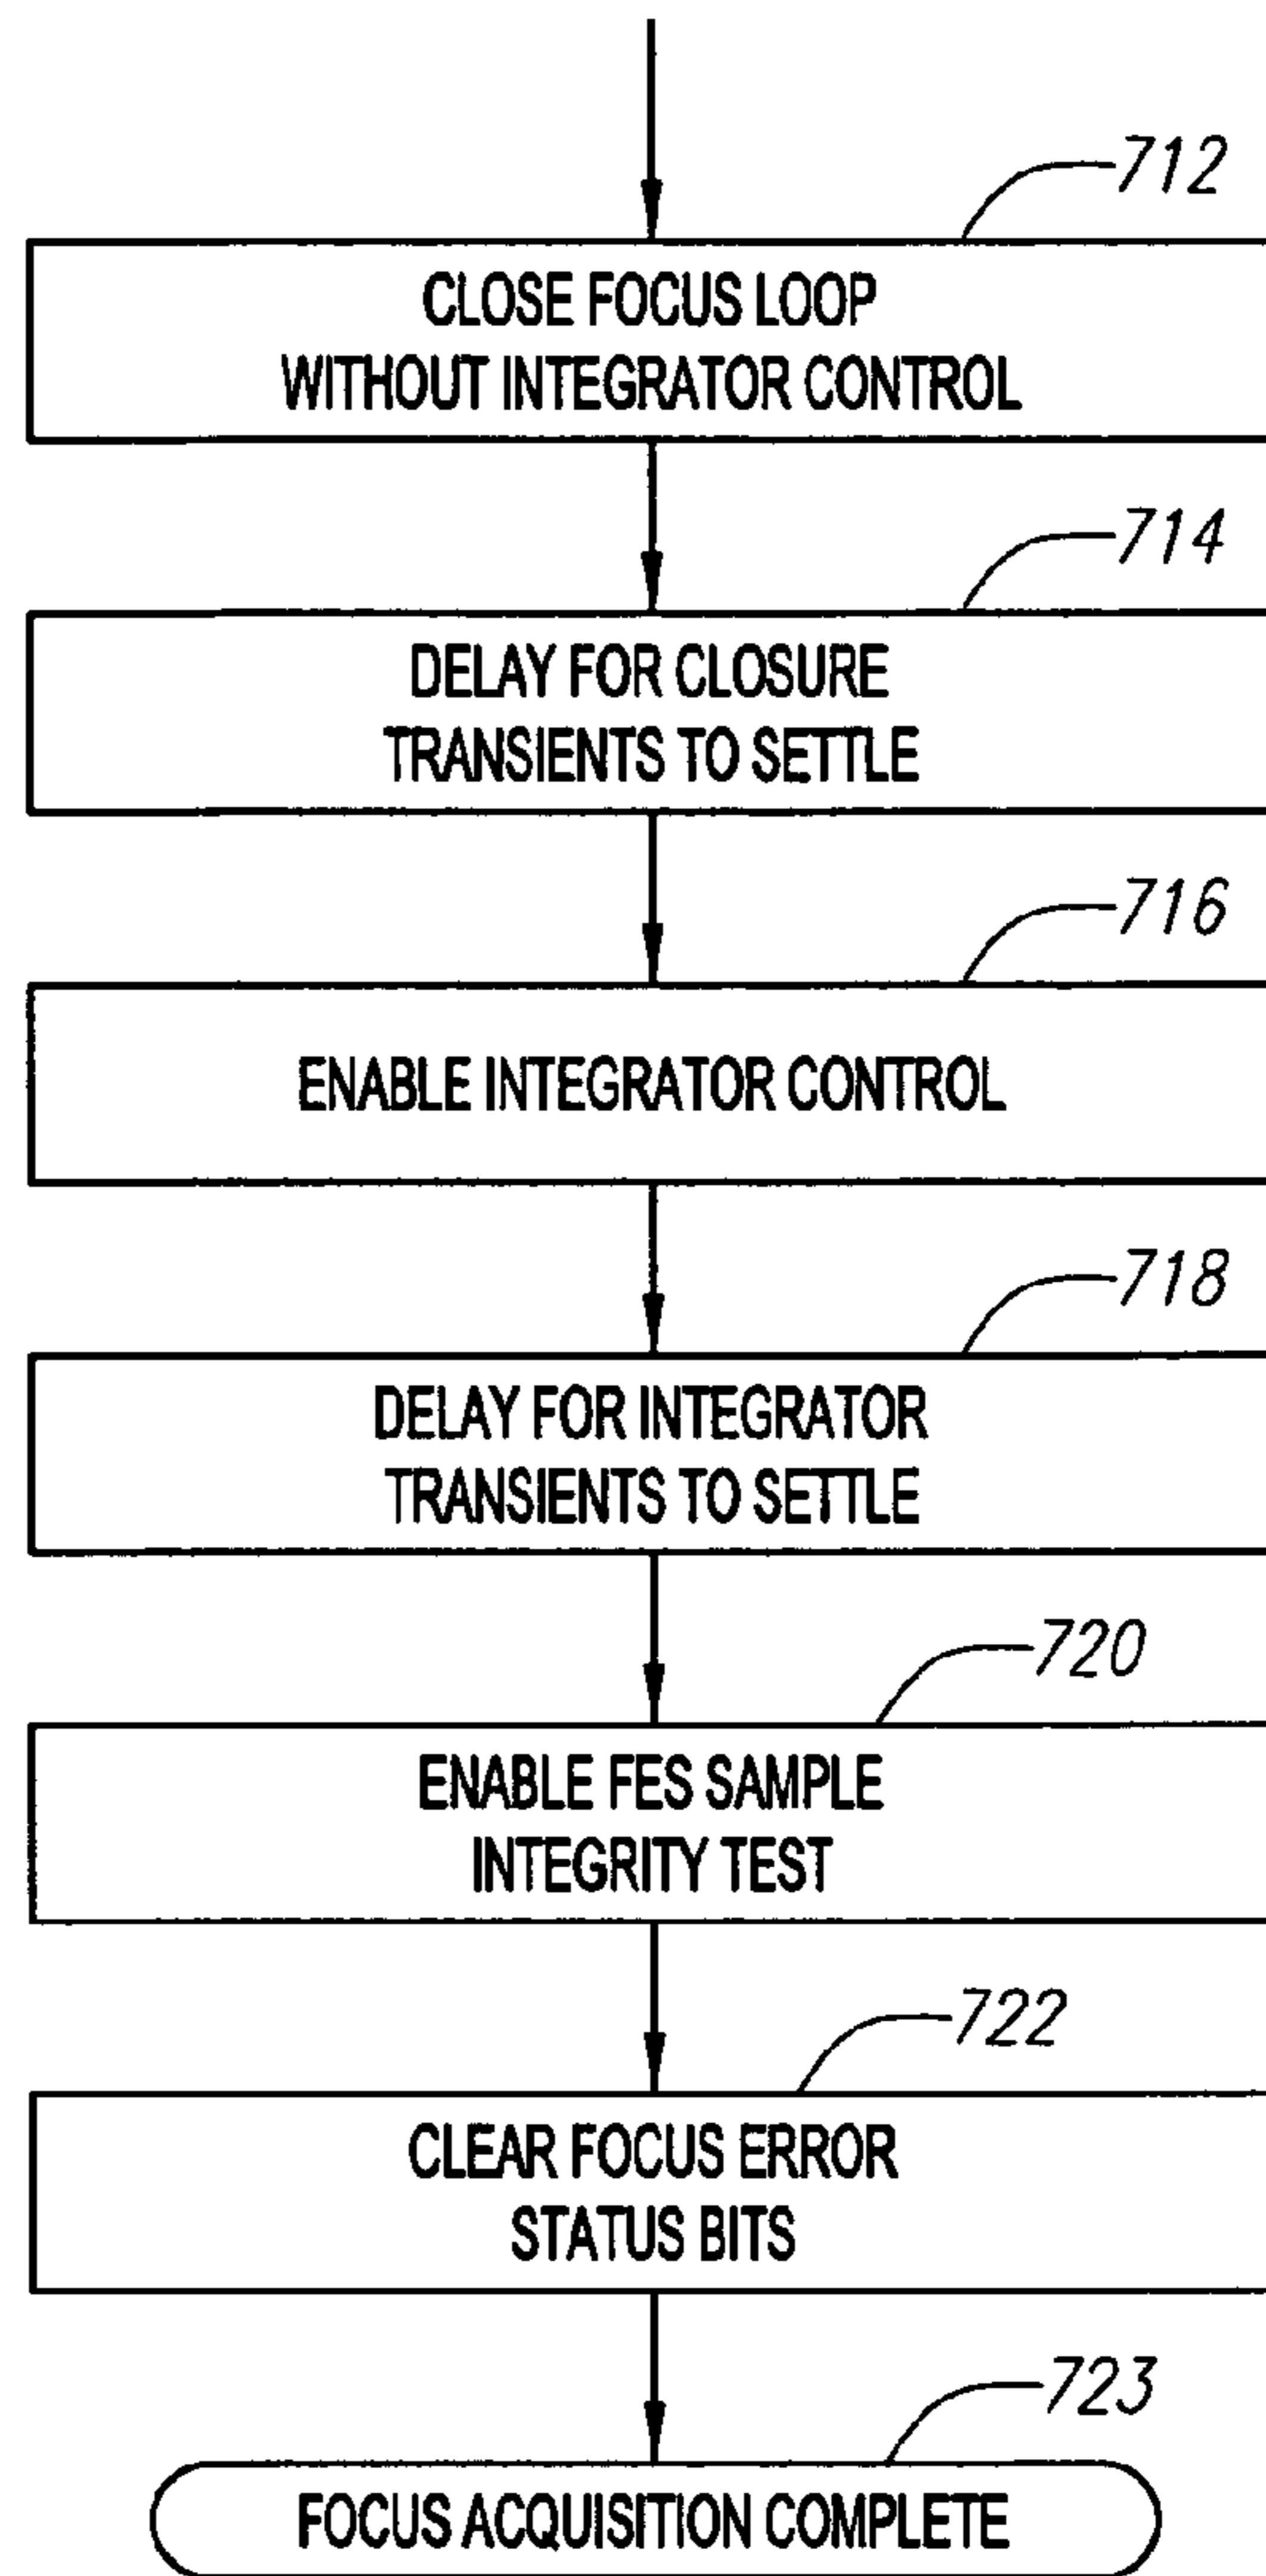 712
CLOSE FOCUS LOOP
WITHOUT INTEGRATOR CONTROL
714
DELAY FOR CLOSURE
TRANSIENTS TO SETTLE
716
ENABLE INTEGRATOR CONTROL
718
DELAY FOR INTEGRATOR
TRANSIENTS TO SETTLE
720
ENABLE FES SAMPLE
INTEGRITY TEST
722
CLEAR FOCUS ERROR
STATUS BITS
723
FOCUS ACQUISITION COMPLETE